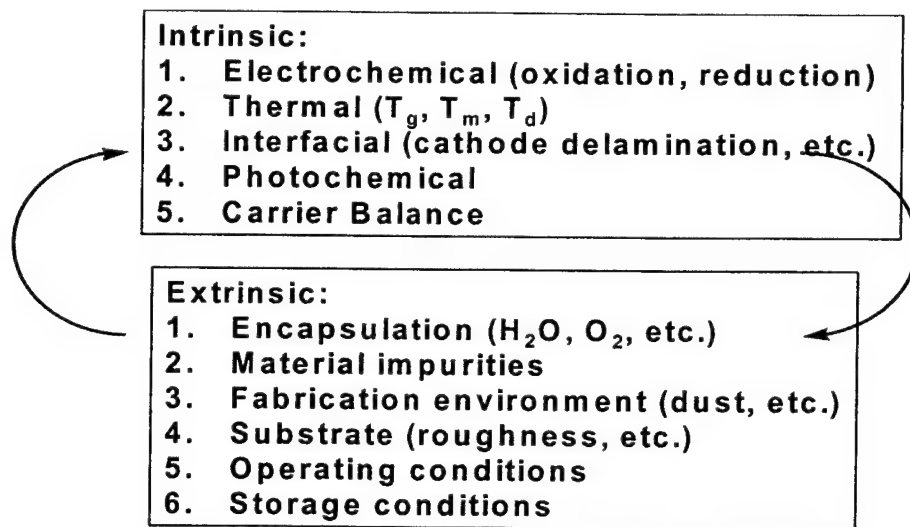 Intrinsic:
1. Electrochemical (oxidation, reduction)
2. Thermal (Tg, Tm, Td)
3. Interfacial (cathode delamination, etc.)
4. Photochemical
5. Carrier Balance
Extrinsic:
1. Encapsulation (H₂O, O₂, etc.)
2. Material impurities
3. Fabrication environment (dust, etc.)
4. Substrate (roughness, etc.)
5. Operating conditions
6. Storage conditions